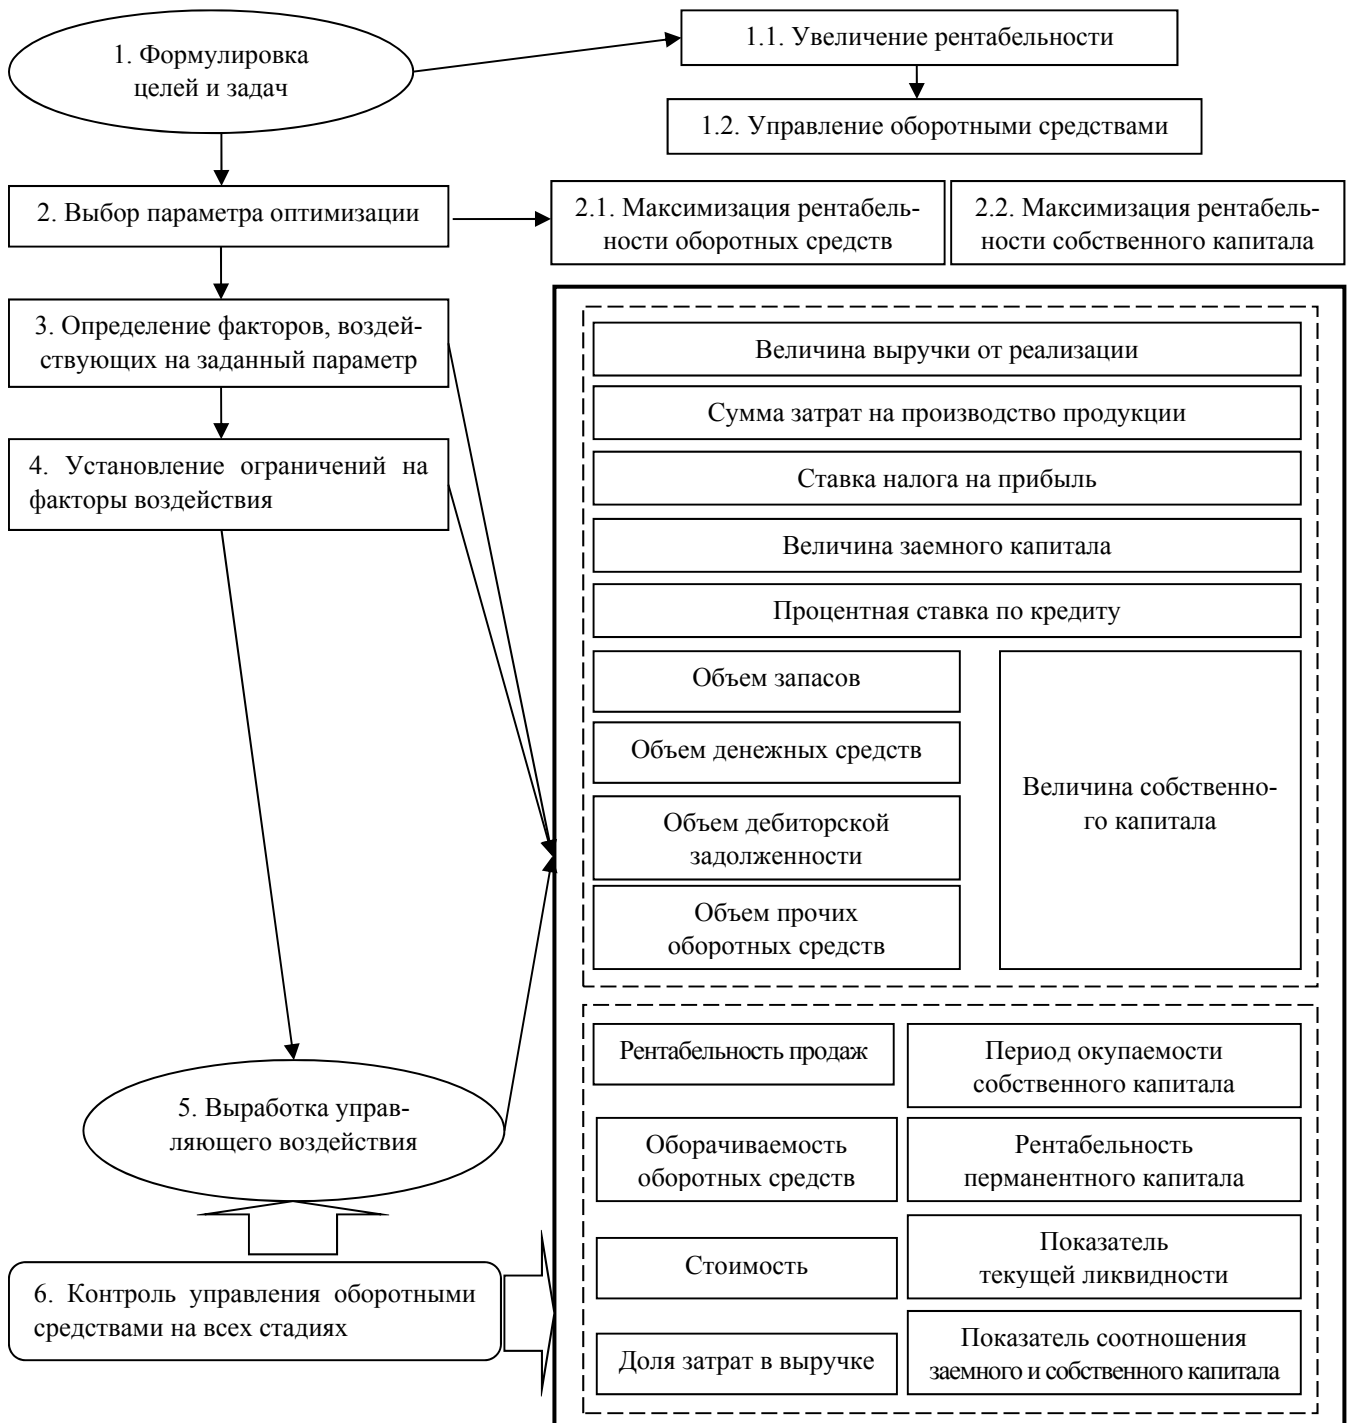 1. Формулировка
целей и задач
1.1. Увеличение рентабельности
1.2. Управление оборотными средствами
2. Выбор параметра оптимизации
2.1. Максимизация рентабель-
ности оборотных средств
2.2. Максимизация рентабель-
ности собственного капитала
3. Определение факторов, воздей-
ствующих на заданный параметр
4. Установление ограничений на
факторы воздействия
Величина выручки от реализации
Сумма затрат на производство продукции
Ставка налога на прибыль
Величина заемного капитала
Процентная ставка по кредиту
Объем запасов
Объем денежных средств
Объем дебиторской
задолженности
Объем прочих
оборотных средств
Величина собственно-
го капитала
5. Выработка управ-
ляющего воздействия
6. Контроль управления оборотными
средствами на всех стадиях
Рентабельность продаж
Период окупаемости
собственного капитала
Оборачиваемость
оборотных средств
Рентабельность
перманентного капитала
Стоимость
Показатель
текущей ликвидности
Доля затрат в выручке
Показатель соотношения
заемного и собственного капитала